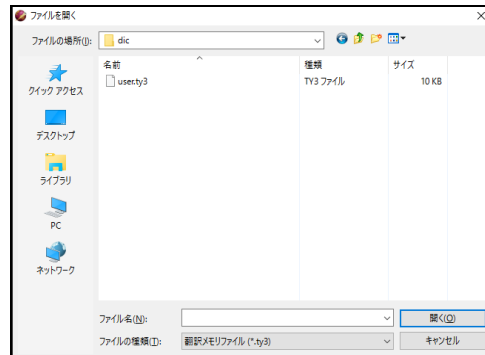 ファイルを開く
ファイルの場所(I): dic
名前 種類 サイズ
user.ty3 TY3 ファイル 10 KB
クイック アクセス
デスクトップ
ライブラリ
PC
ネットワーク
ファイル名(N): 開く(O)
ファイルの種類(T): 翻訳メモリファイル (*.ty3) キャンセル